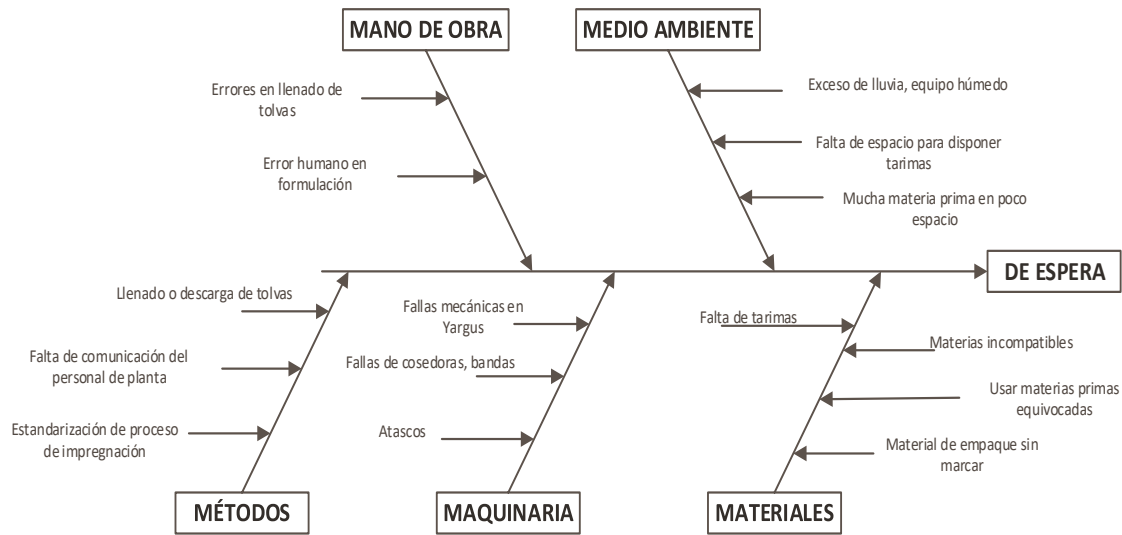 MANO DE OBRA
MEDIO AMBIENTE
Errores en llenado de
tolvas
Error humano en
formulación
Exceso de lluvia, equipo húmedo
Falta de espacio para disponer
tarimas
Mucha materia prima en poco
espacio
DE ESPERA
Llenado o descarga de tolvas
Falta de comunicación del
personal de planta
Estandarización de proceso
de impregnación
Fallas mecánicas en
Yargus
Fallas de cosedoras, bandas
Atascos
Falta de tarimas
Materias incompatibles
Usar materias primas
equivocadas
Material de empaque sin
marcar
MÉTODOS
MAQUINARIA
MATERIALES